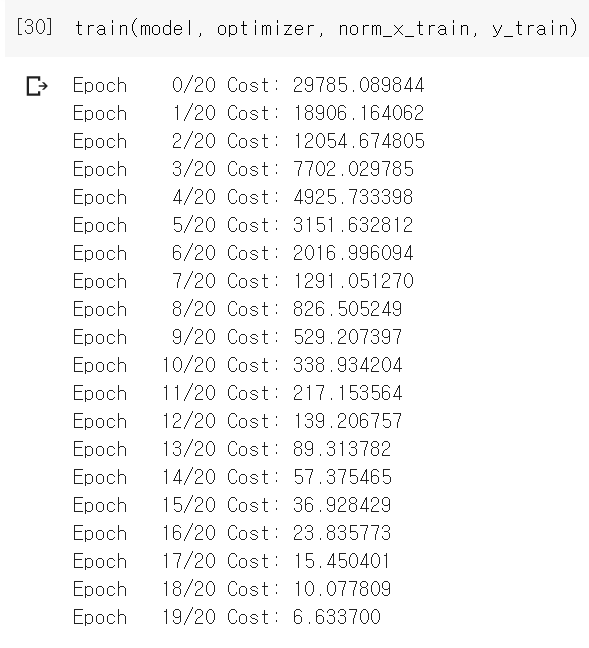 [30] train(model, optimizer, norm_x_train, y_train)
Epoch    0/20 Cost: 29785.089844
Epoch    1/20 Cost: 18906.164062
Epoch    2/20 Cost: 12054.674805
Epoch    3/20 Cost: 7702.029785
Epoch    4/20 Cost: 4925.733398
Epoch    5/20 Cost: 3151.632812
Epoch    6/20 Cost: 2016.996094
Epoch    7/20 Cost: 1291.051270
Epoch    8/20 Cost: 826.505249
Epoch    9/20 Cost: 529.207397
Epoch   10/20 Cost: 338.934204
Epoch   11/20 Cost: 217.153564
Epoch   12/20 Cost: 139.206757
Epoch   13/20 Cost: 89.313782
Epoch   14/20 Cost: 57.375465
Epoch   15/20 Cost: 36.928429
Epoch   16/20 Cost: 23.835773
Epoch   17/20 Cost: 15.450401
Epoch   18/20 Cost: 10.077809
Epoch   19/20 Cost: 6.633700